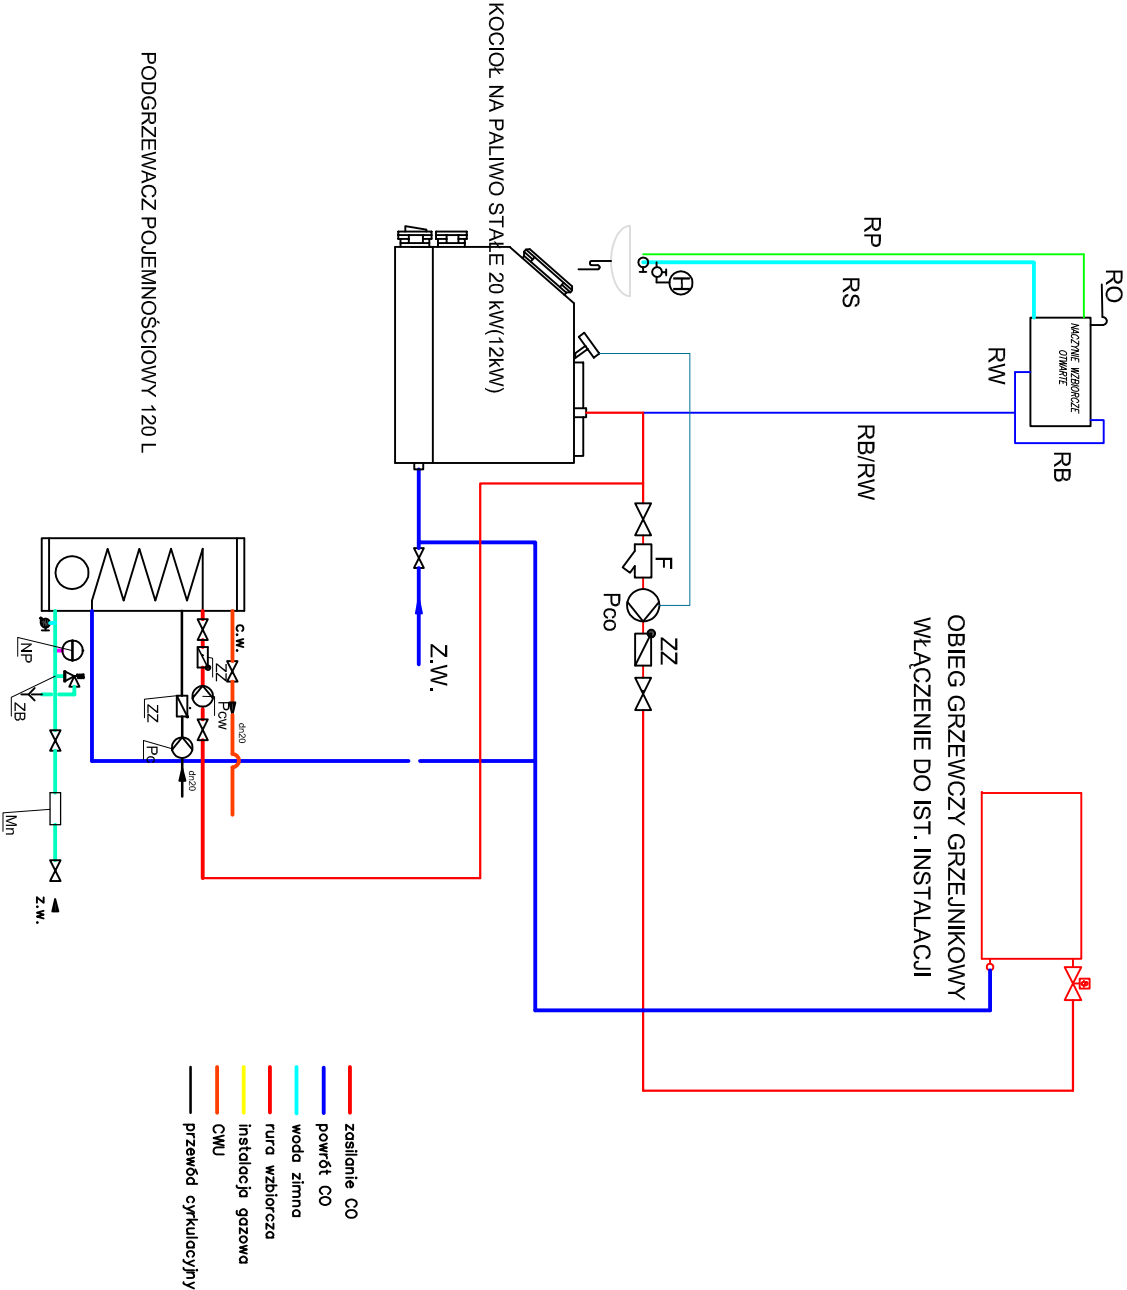 KOCIOŁ NA PALIWO STAŁE 20 kW(12kW)
PODGRZEWACZ POJEMNOŚCIOWY 120 L
RO
RP
RS
H
NACZYNIE WZBIORCZE
OTWARTE
RW
RB
RB/RW
F
Pco
ZZ
Z.W.
OBIEG GRZEWCZY GRZEJNIKOWY
WŁĄCZENIE DO IST. INSTALACJI
c.w.
ZZ
Pcw
dn20
ZZ
Pc
dn20
NP
ZB
Mn
z.w.
zasilanie CO
powrót CO
woda zimna
rura wzbiorcza
instalacja gazowa
CWU
przewód cyrkulacyjny